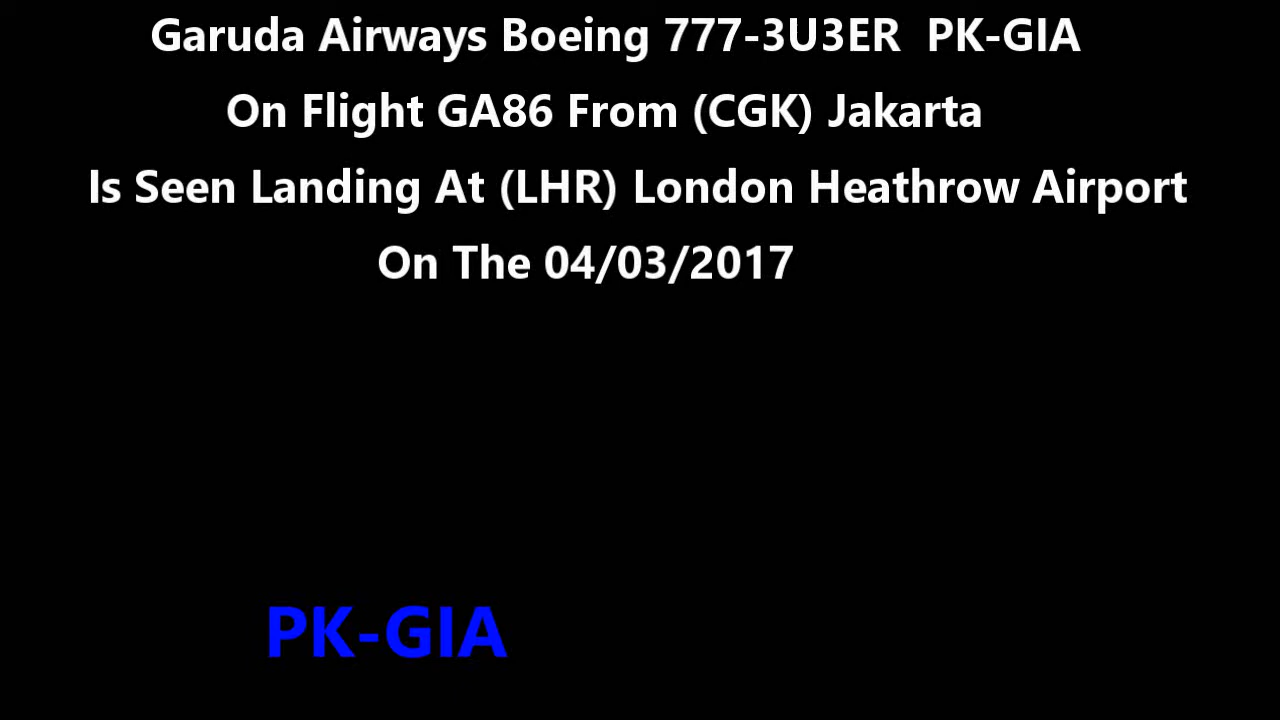 Garuda Airways Boeing 777-3U3ER PK-GIA
On Flight GA86 From (CGK) Jakarta
Is Seen Landing At (LHR) London Heathrow Airport
On The 04/03/2017
PK-GIA